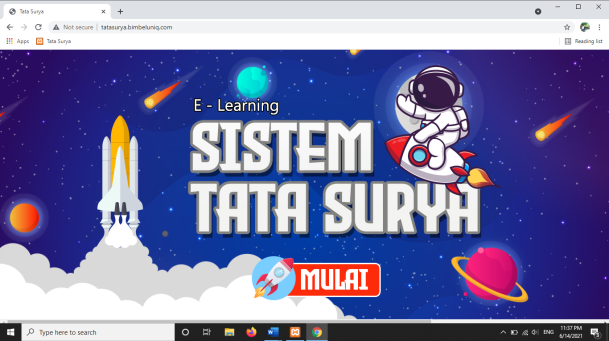 Tata Surya
Not secure | tatasurya.bimbeluniq.com
Apps Tata Surya Reading list
E - Learning
SISTEM
TATA SURYA
MULAI
Type here to search
ENG
11:37 PM
6/14/2021